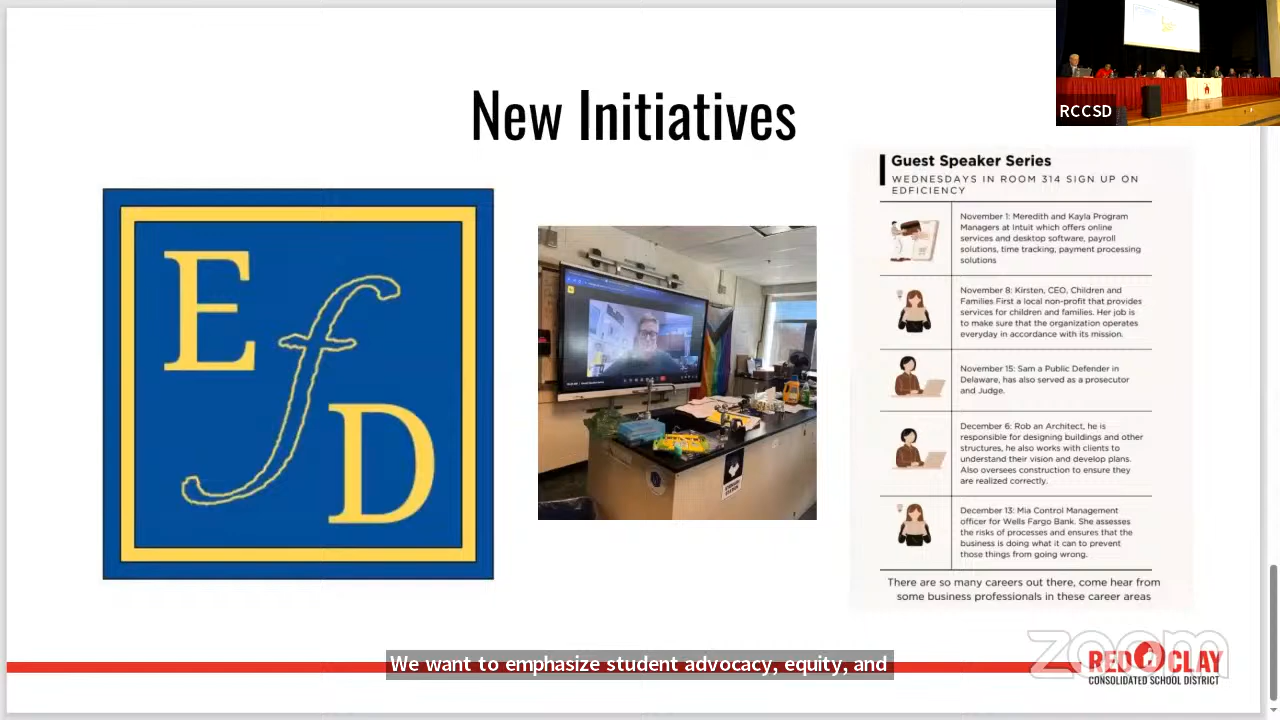 RCCSD
New Initiatives
E f D
Guest Speaker Series
WEDNESDAYS IN ROOM 314 SIGN UP ON
EDFICIENCY
November 1: Meredith and Kayla Program
Managers at Intuit which offers online
services and desktop software, payroll
solutions, time tracking, payment processing
solutions
November 8: Kirsten, CEO, Children and
Families First a local non-profit that provides
services for children and families. Her job is
to make sure that the organization operates
everyday in accordance with its mission.
November 15: Sam a Public Defender in
Delaware, has also served as a prosecutor
and Judge.
December 6: Rob an Architect, he is
responsible for designing buildings and other
structures, he also works with clients to
understand their vision and develop plans.
Also oversees construction to ensure they
are realized correctly.
December 13: Mia Control Management
officer for Wells Fargo Bank. She assesses
the risks of processes and ensures that the
business is doing what it can to prevent
those things from going wrong.
There are so many careers out there, come hear from
some business professionals in these career areas
We want to emphasize student advocacy, equity, and
zoom
RED CLAY
CONSOLIDATED SCHOOL DISTRICT